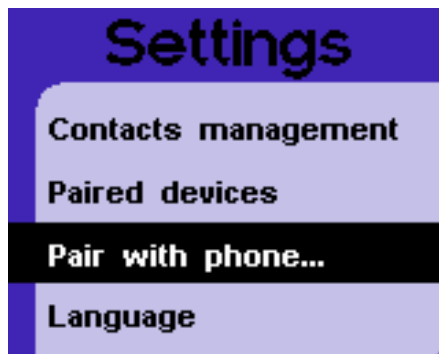 Settings
Contacts management
Paired devices
Pair with phone...
Language